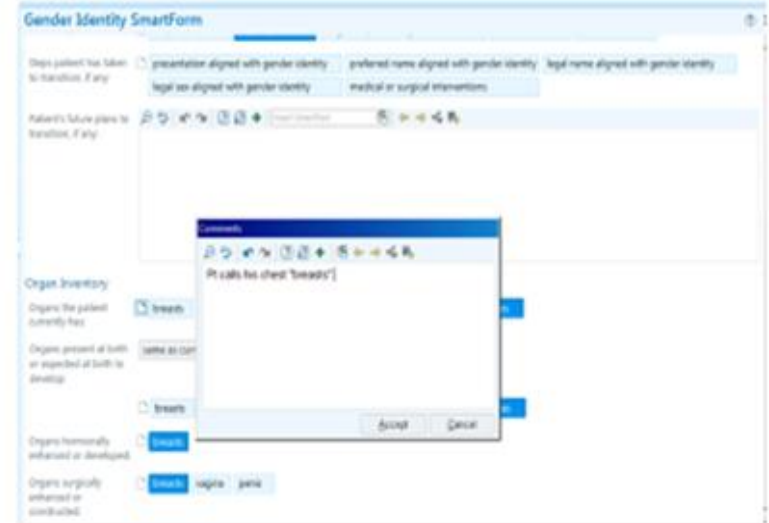 Gender Identity SmartForm
Steps patient has taken
to transition, if any:
presentation aligned with gender identity
preferred name aligned with gender identity
legal name aligned with gender identity
legal sex aligned with gender identity
medical or surgical interventions
Patient's future plans to
transition, if any:
Insert SmartText
Comments
Pt calls his chest "breasts"
Organ Inventory
Organs the patient
currently has:
breasts
Organs present at birth
or expected at birth to
develop:
same as curr
breasts
Accept
Cancel
Organs hormonally
enhanced or developed:
breasts
Organs surgically
enhanced or
constructed:
breasts
vagina
penis